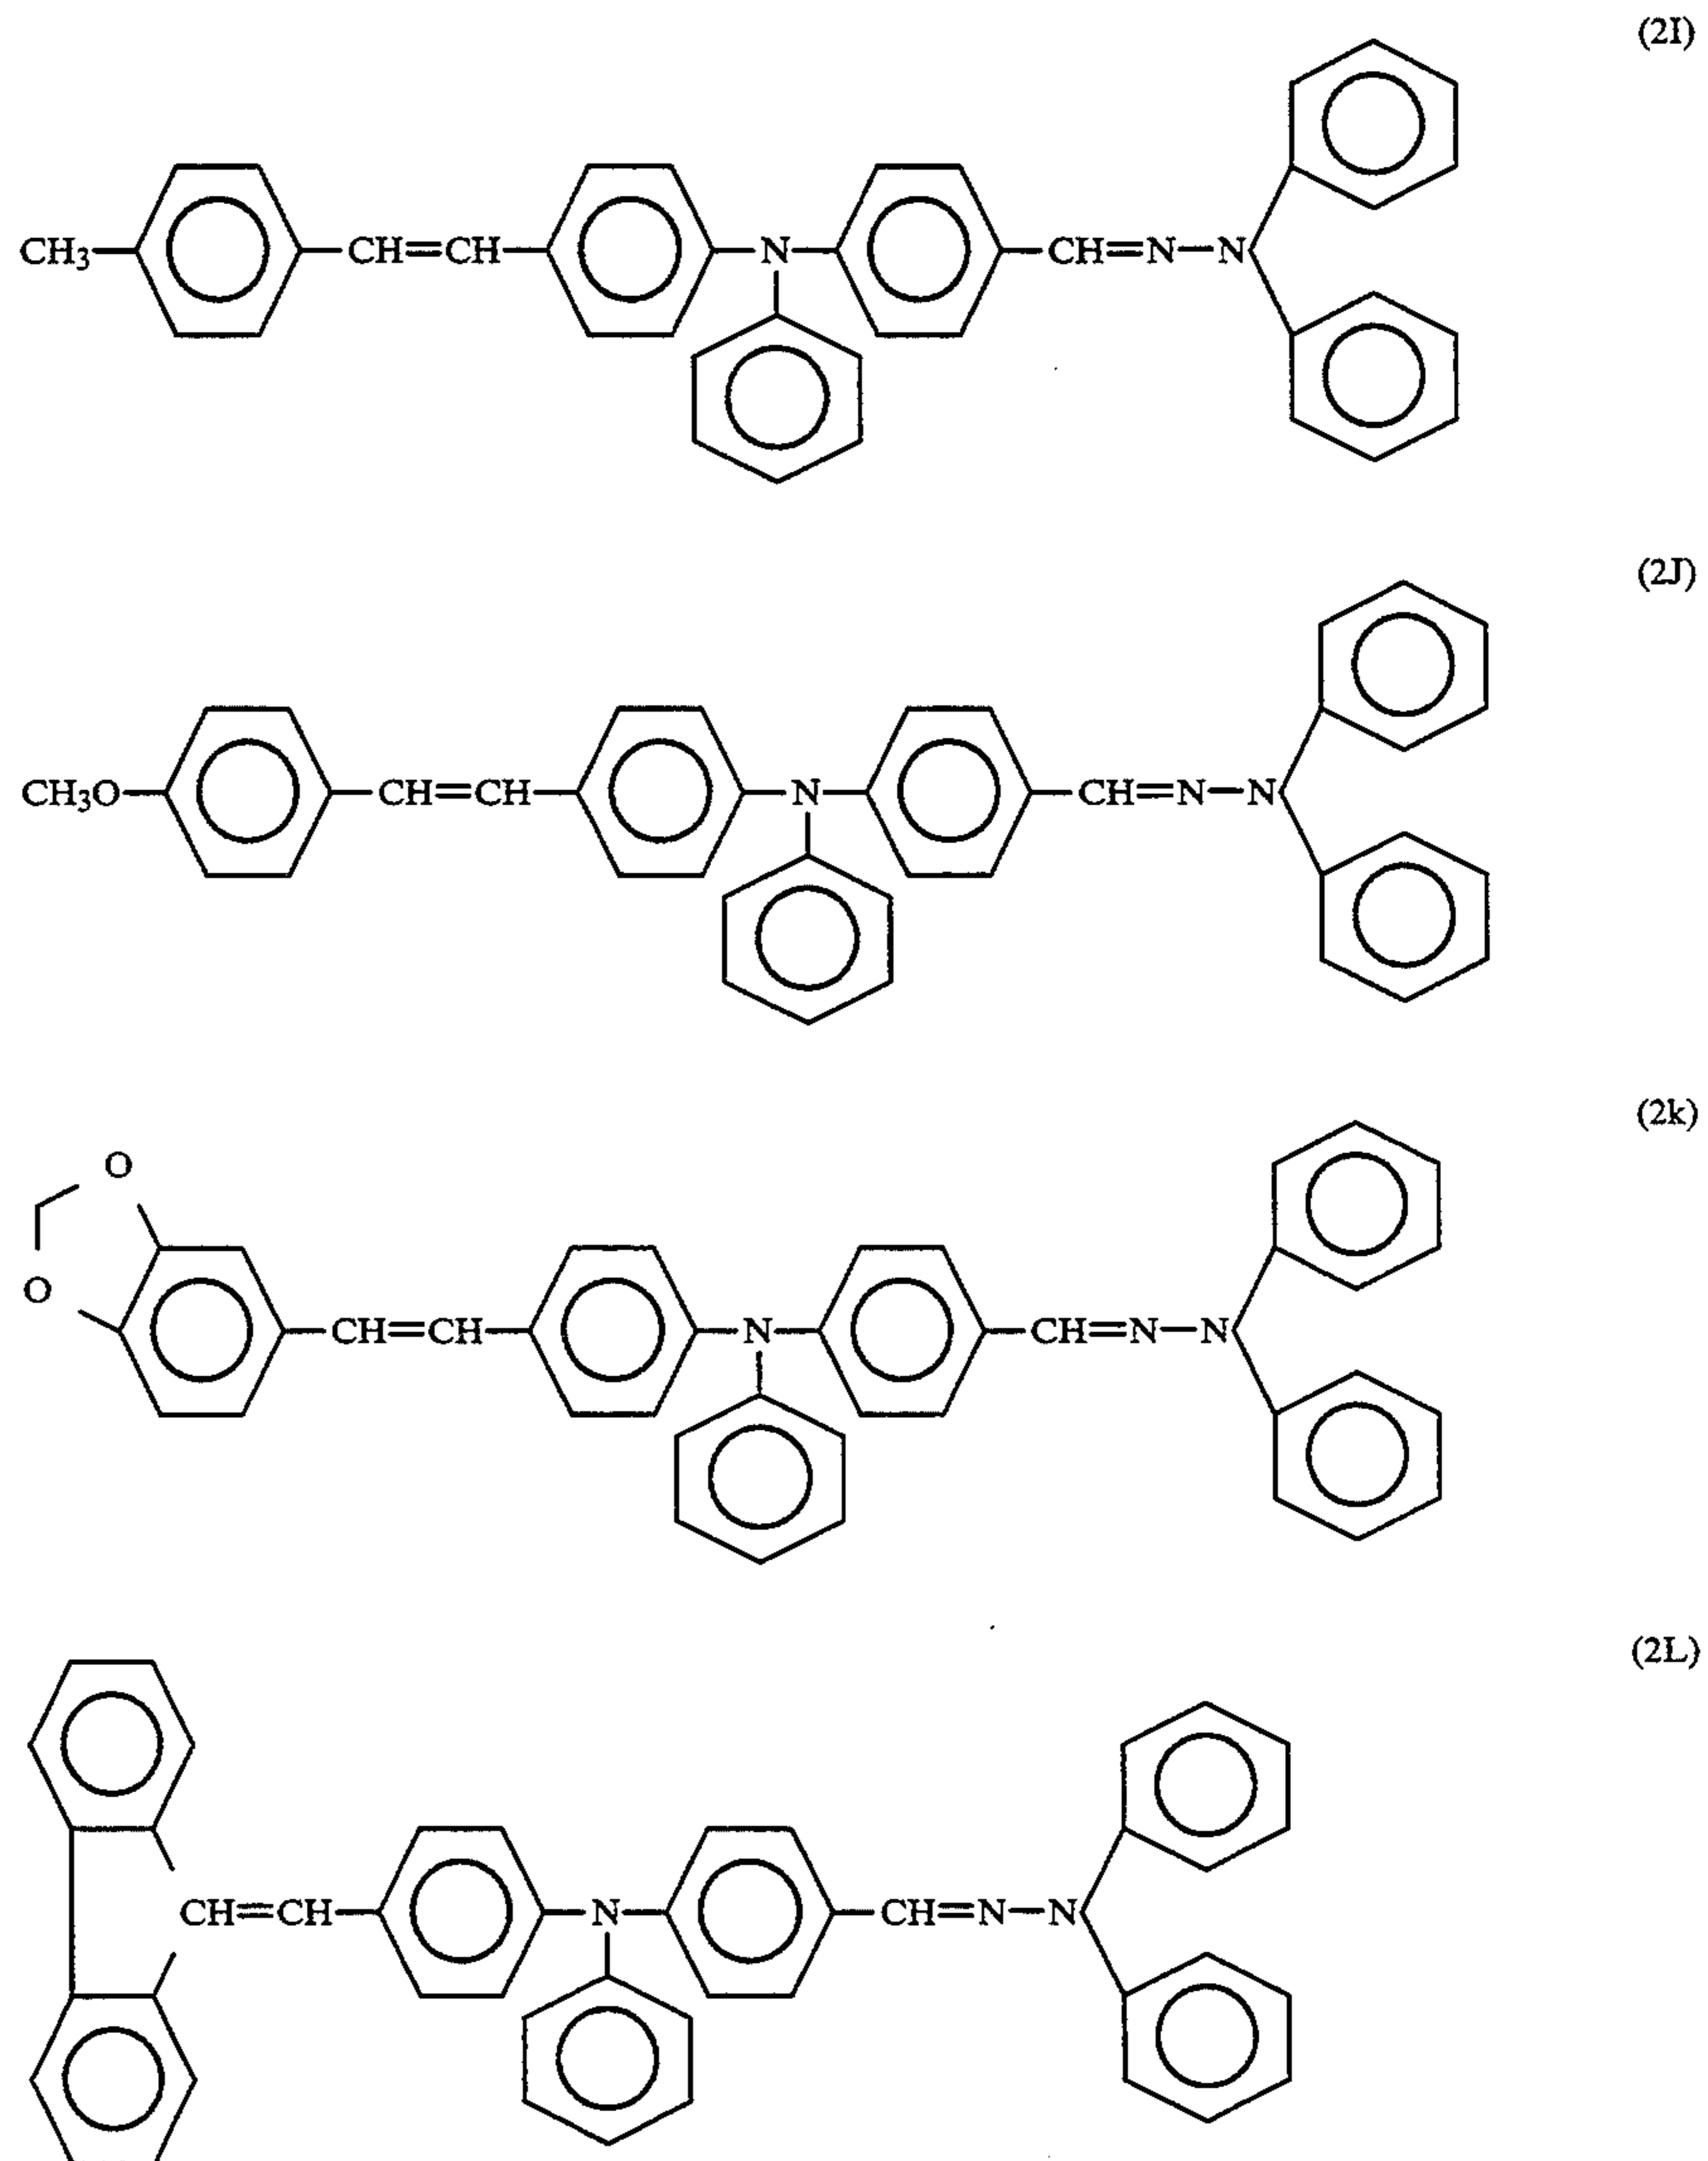 (2I)
CH3 CH=CH N CH=N—N
(2J)
CH3O CH=CH N CH=N—N
(2k)
O
O
CH=CH N CH=N—N
(2L)
CH=CH N CH=N—N